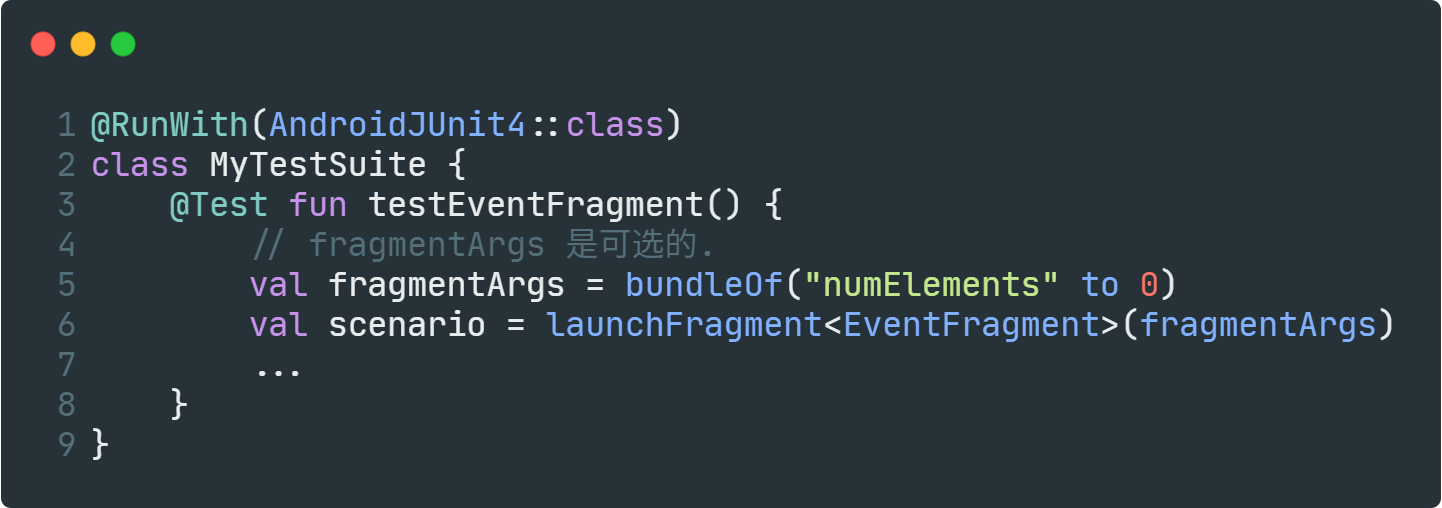 1 @RunWith(AndroidJUnit4::class)
2 class MyTestSuite {
3     @Test fun testEventFragment() {
4         // fragmentArgs 是可选的.
5         val fragmentArgs = bundleOf("numElements" to 0)
6         val scenario = launchFragment<EventFragment>(fragmentArgs)
7         ...
8     }
9 }